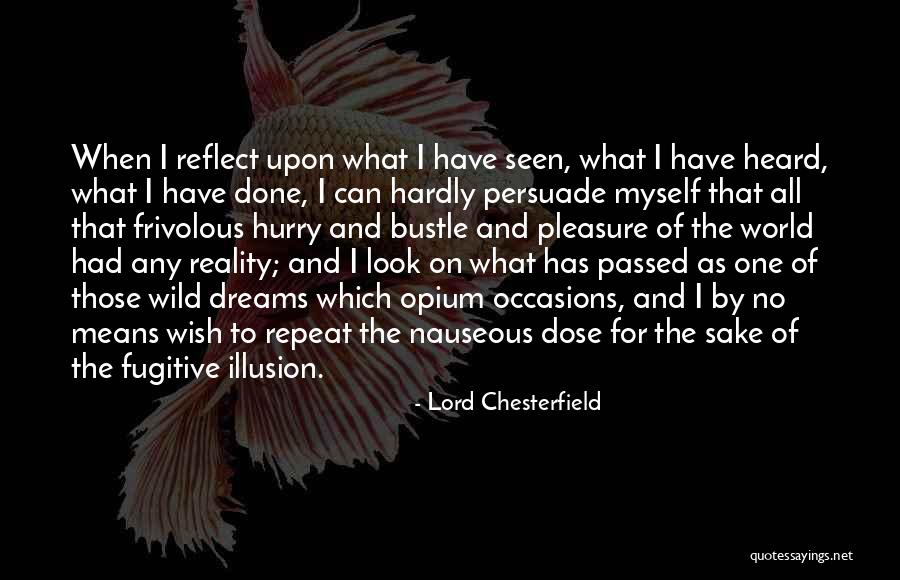 When I reflect upon what I have seen, what I have heard,
what I have done, I can hardly persuade myself that all
that frivolous hurry and bustle and pleasure of the world
had any reality; and I look on what has passed as one of
those wild dreams which opium occasions, and I by no
means wish to repeat the nauseous dose for the sake of
the fugitive illusion.
- Lord Chesterfield
quotessayings.net